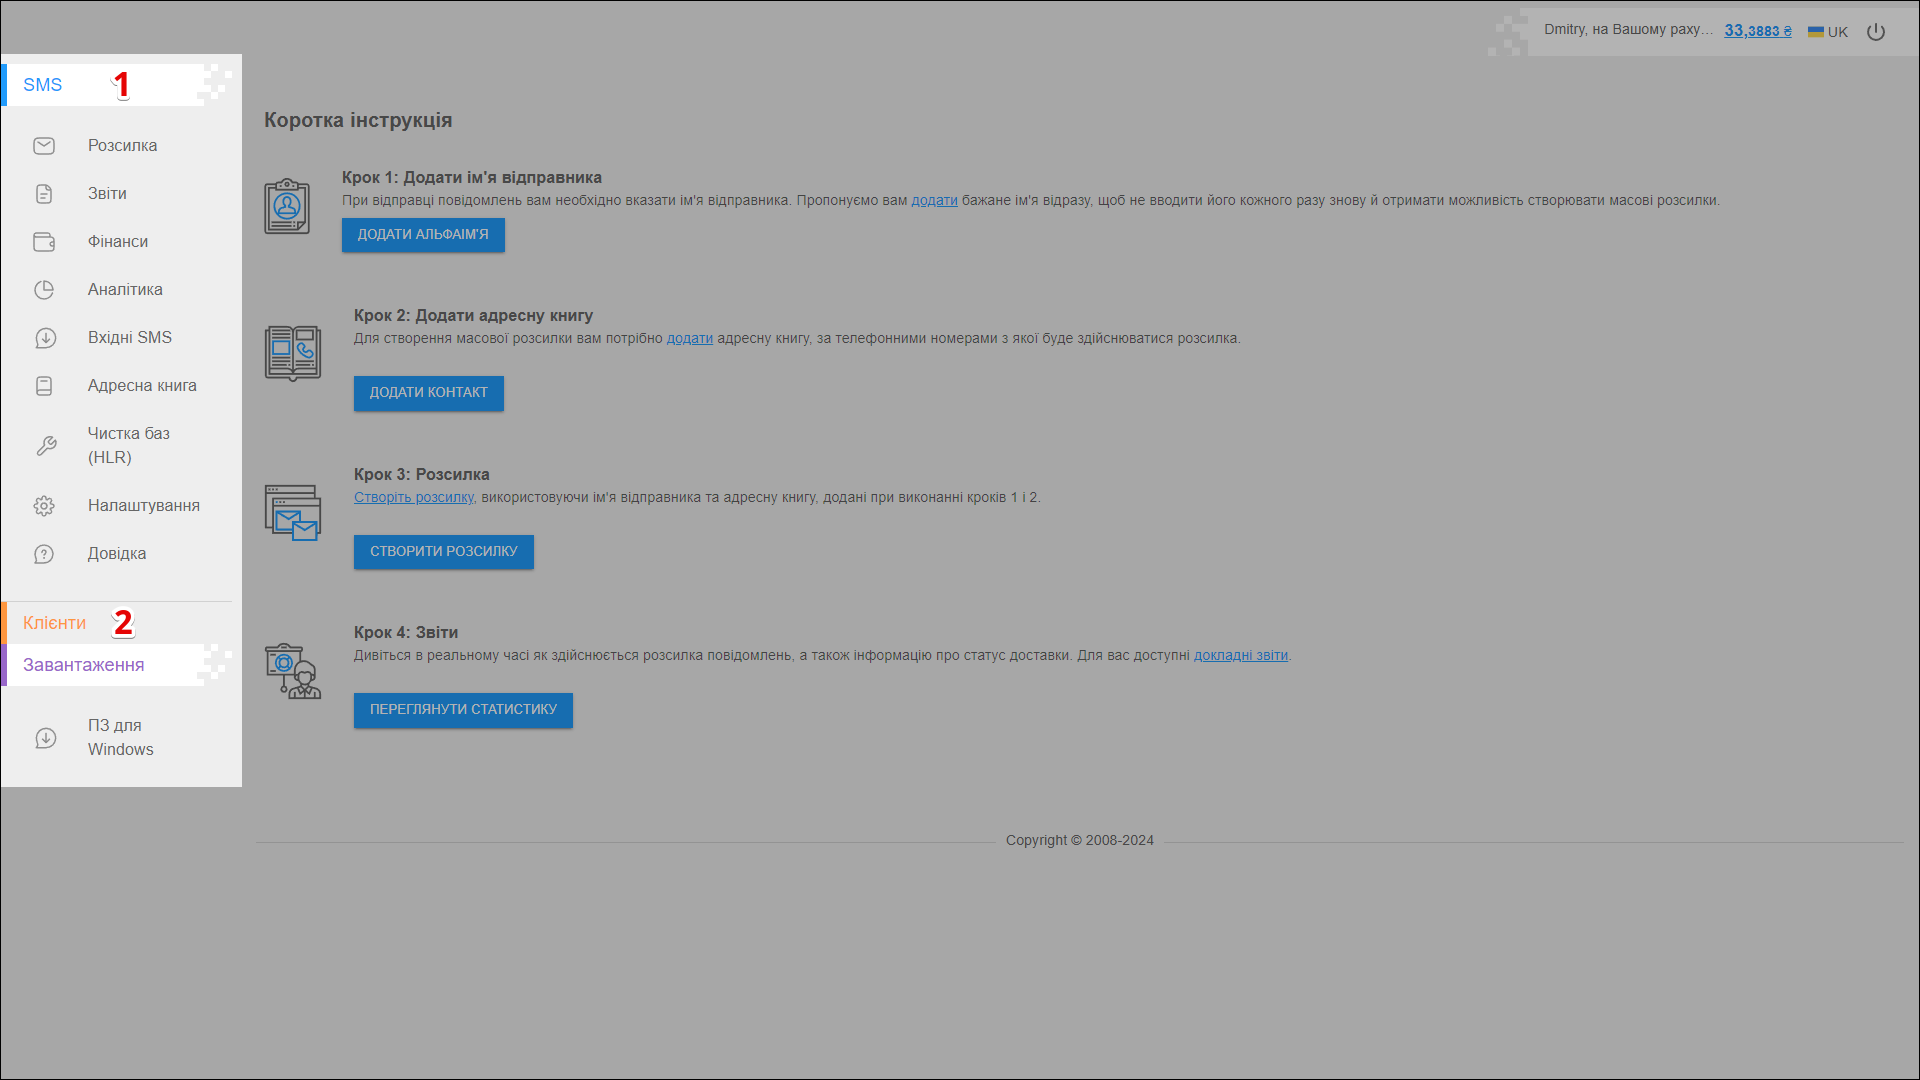 Dmitry, на Вашому раху... 33,3883 ₴ UK
SMS 1
Розсилка
Звіти
Фінанси
Аналітика
Вхідні SMS
Адресна книга
Чистка баз
(HLR)
Налаштування
Довідка
Клієнти 2
Завантаження
ПЗ для
Windows
Коротка інструкція
Крок 1: Додати ім'я відправника
При відправці повідомлень вам необхідно вказати ім'я відправника. Пропонуємо вам додати бажане ім'я відразу, щоб не вводити його кожного разу знову й отримати можливість створювати масові розсилки.
ДОДАТИ АЛЬФАІМ'Я
Крок 2: Додати адресну книгу
Для створення масової розсилки вам потрібно додати адресну книгу, за телефонними номерами з якої буде здійснюватися розсилка.
ДОДАТИ КОНТАКТ
Крок 3: Розсилка
Створіть розсилку, використовуючи ім'я відправника та адресну книгу, додані при виконанні кроків 1 і 2.
СТВОРИТИ РОЗСИЛКУ
Крок 4: Звіти
Дивіться в реальному часі як здійснюється розсилка повідомлень, а також інформацію про статус доставки. Для вас доступні докладні звіти.
ПЕРЕГЛЯНУТИ СТАТИСТИКУ
Copyright © 2008-2024